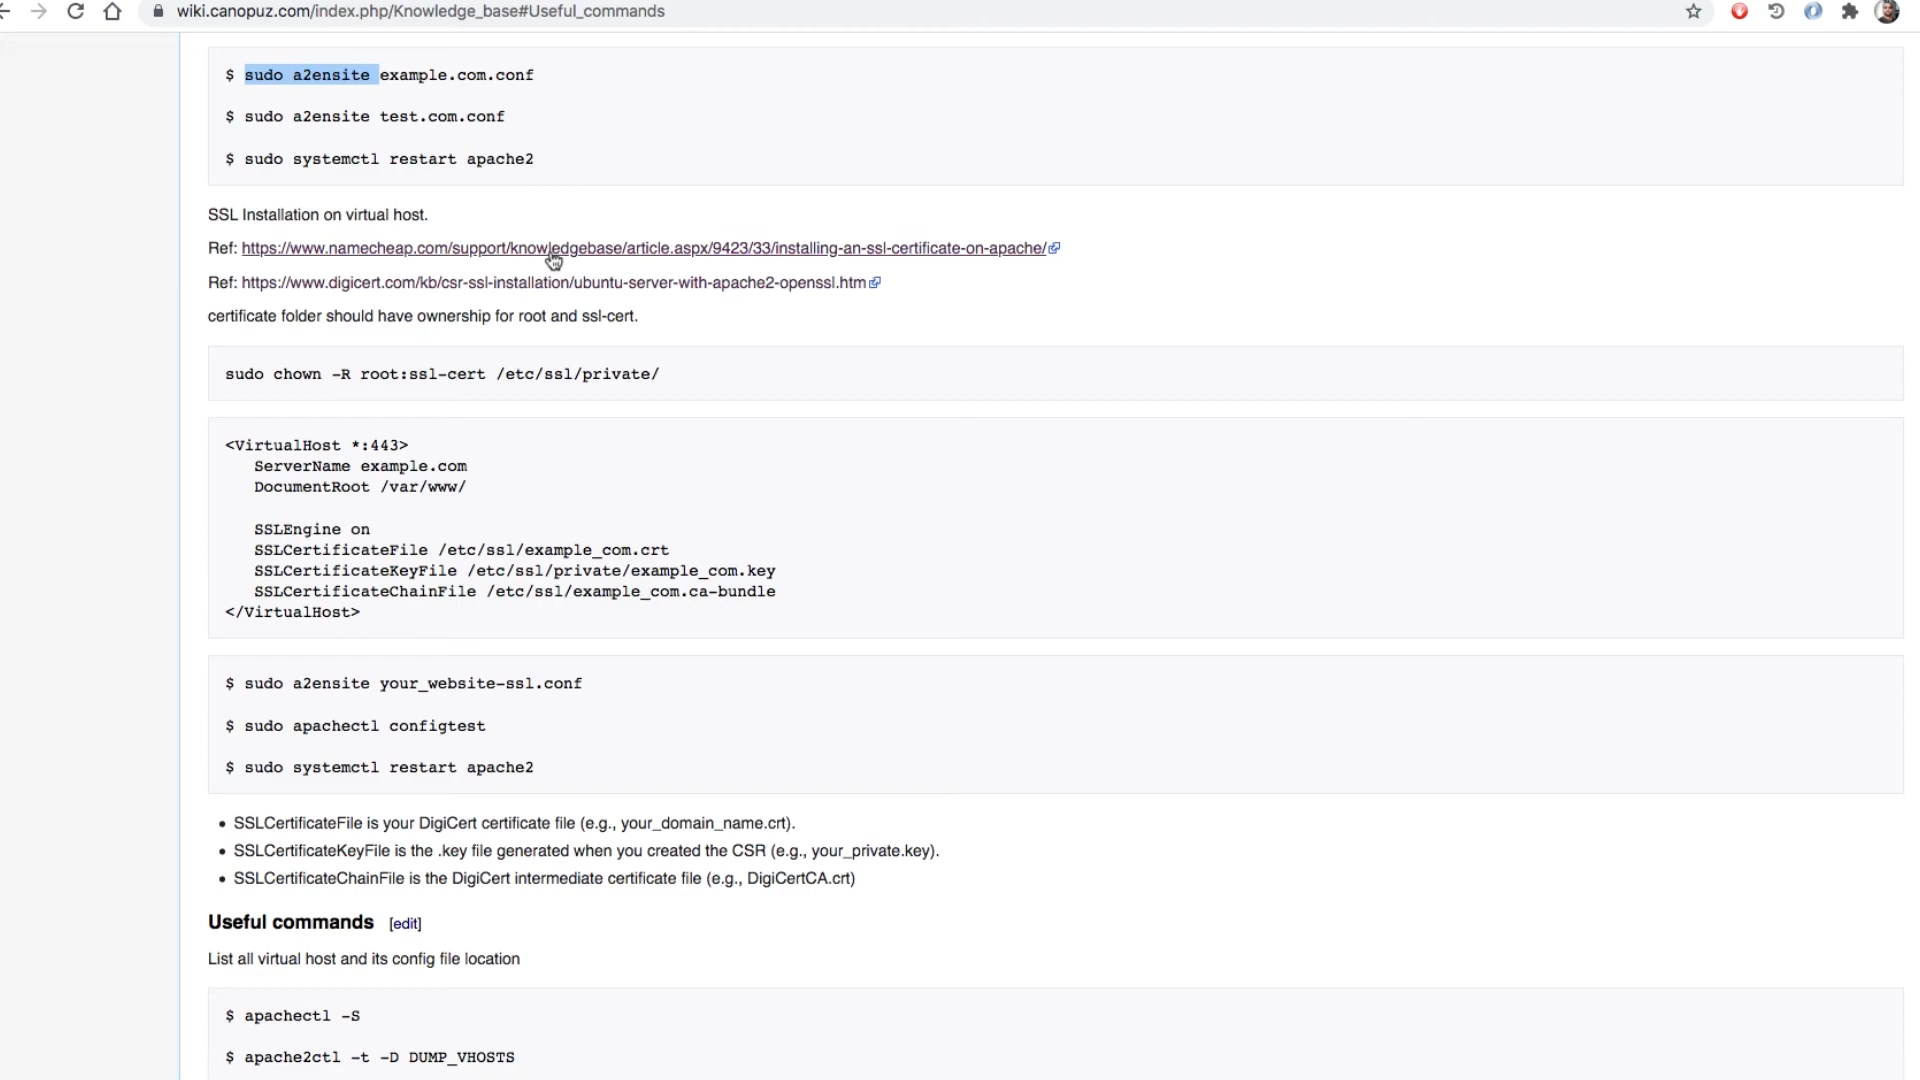 wiki.canopuz.com/index.php/Knowledge_base#Useful_commands
$ sudo a2ensite example.com.conf
$ sudo a2ensite test.com.conf
$ sudo systemctl restart apache2
SSL Installation on virtual host.
Ref: https://www.namecheap.com/support/knowledgebase/article.aspx/9423/33/installing-an-ssl-certificate-on-apache/
Ref: https://www.digicert.com/kb/csr-ssl-installation/ubuntu-server-with-apache2-openssl.htm
certificate folder should have ownership for root and ssl-cert.
sudo chown -R root:ssl-cert /etc/ssl/private/
<VirtualHost *:443>
ServerName example.com
DocumentRoot /var/www/
SSLEngine on
SSLCertificateFile /etc/ssl/example_com.crt
SSLCertificateKeyFile /etc/ssl/private/example_com.key
SSLCertificateChainFile /etc/ssl/example_com.ca-bundle
</VirtualHost>
$ sudo a2ensite your_website-ssl.conf
$ sudo apachectl configtest
$ sudo systemctl restart apache2
• SSLCertificateFile is your DigiCert certificate file (e.g., your_domain_name.crt).
• SSLCertificateKeyFile is the .key file generated when you created the CSR (e.g., your_private.key).
• SSLCertificateChainFile is the DigiCert intermediate certificate file (e.g., DigiCertCA.crt)
Useful commands [edit]
List all virtual host and its config file location
$ apachectl -S
$ apache2ctl -t -D DUMP_VHOSTS